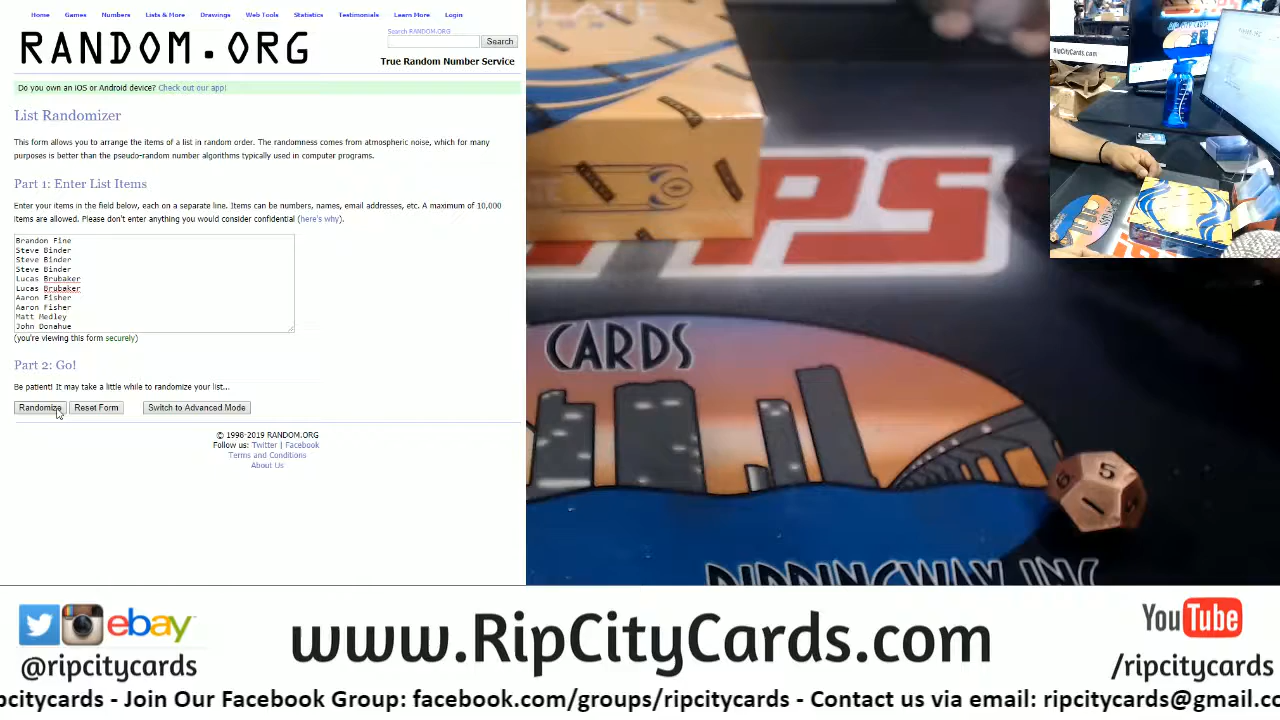 Home Games Numbers Lists & More Drawings Web Tools Statistics Testimonials Learn More Login
RANDOM.ORG
Search RANDOM.ORG
Search
True Random Number Service
Do you own an iOS or Android device? Check out our app!
List Randomizer
This form allows you to arrange the items of a list in random order. The randomness comes from atmospheric noise, which for many
purposes is better than the pseudo-random number algorithms typically used in computer programs.
Part 1: Enter List Items
Enter your items in the field below, each on a separate line. Items can be numbers, names, email addresses, etc. A maximum of 10,000
items are allowed. Please don't enter anything you would consider confidential (here's why).
Brandon Fine
Steve Binder
Steve Binder
Steve Binder
Lucas Brubaker
Lucas Brubaker
Aaron Fisher
Aaron Fisher
Matt Medley
John Donahue
(you're viewing this form securely)
Part 2: Go!
Be patient! It may take a little while to randomize your list...
Randomize Reset Form Switch to Advanced Mode
© 1998-2019 RANDOM.ORG
Follow us: Twitter | Facebook
Terms and Conditions
About Us
CARDS
RIPPINGWAY INC
5
6
RipCityCards.com
ebay
@ripcitycards
www.RipCityCards.com
YouTube
/ripcitycards
pcitycards - Join Our Facebook Group: facebook.com/groups/ripcitycards - Contact us via email: ripcitycards@gmail.co